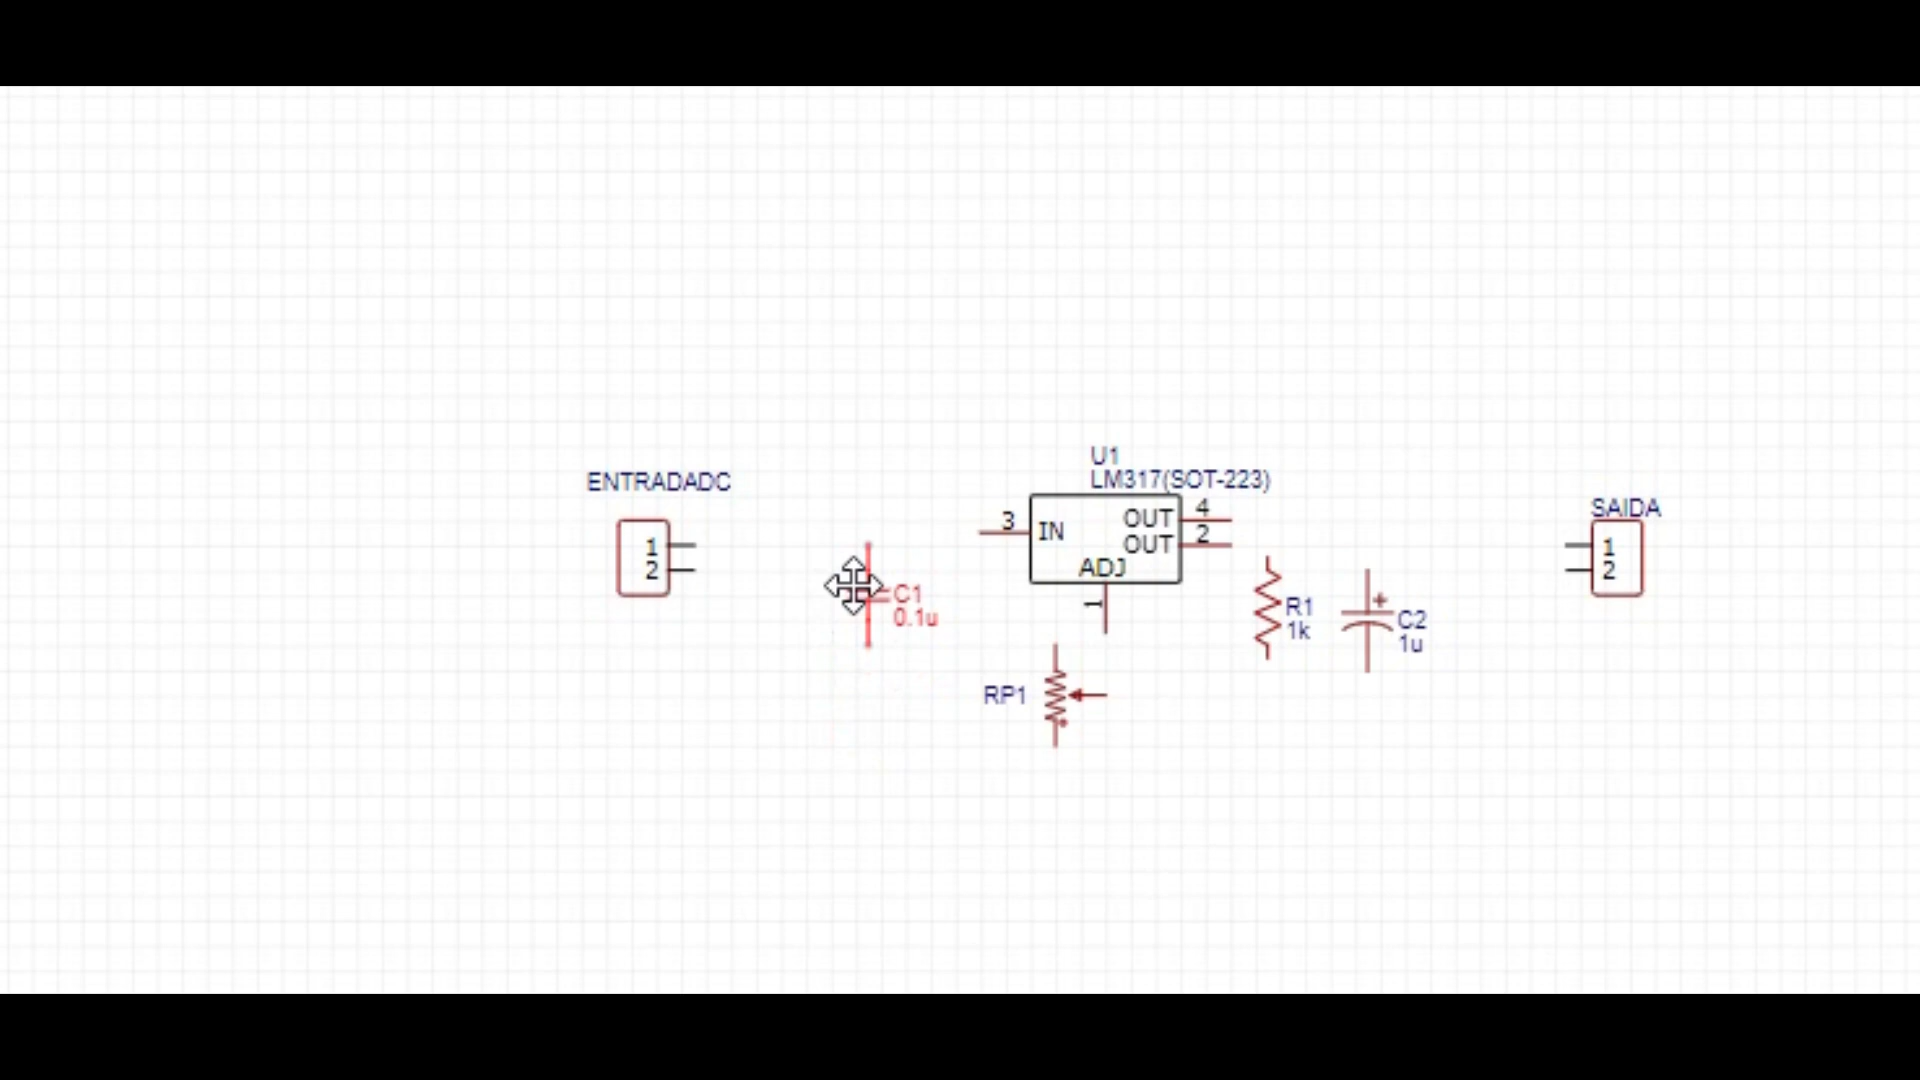 ENTRADADC
1
2
C1
0.1u
U1
LM317(SOT-223)
3
IN
OUT
4
OUT
2
ADJ
1
RP1
R1
1k
+
C2
1u
SAIDA
1
2